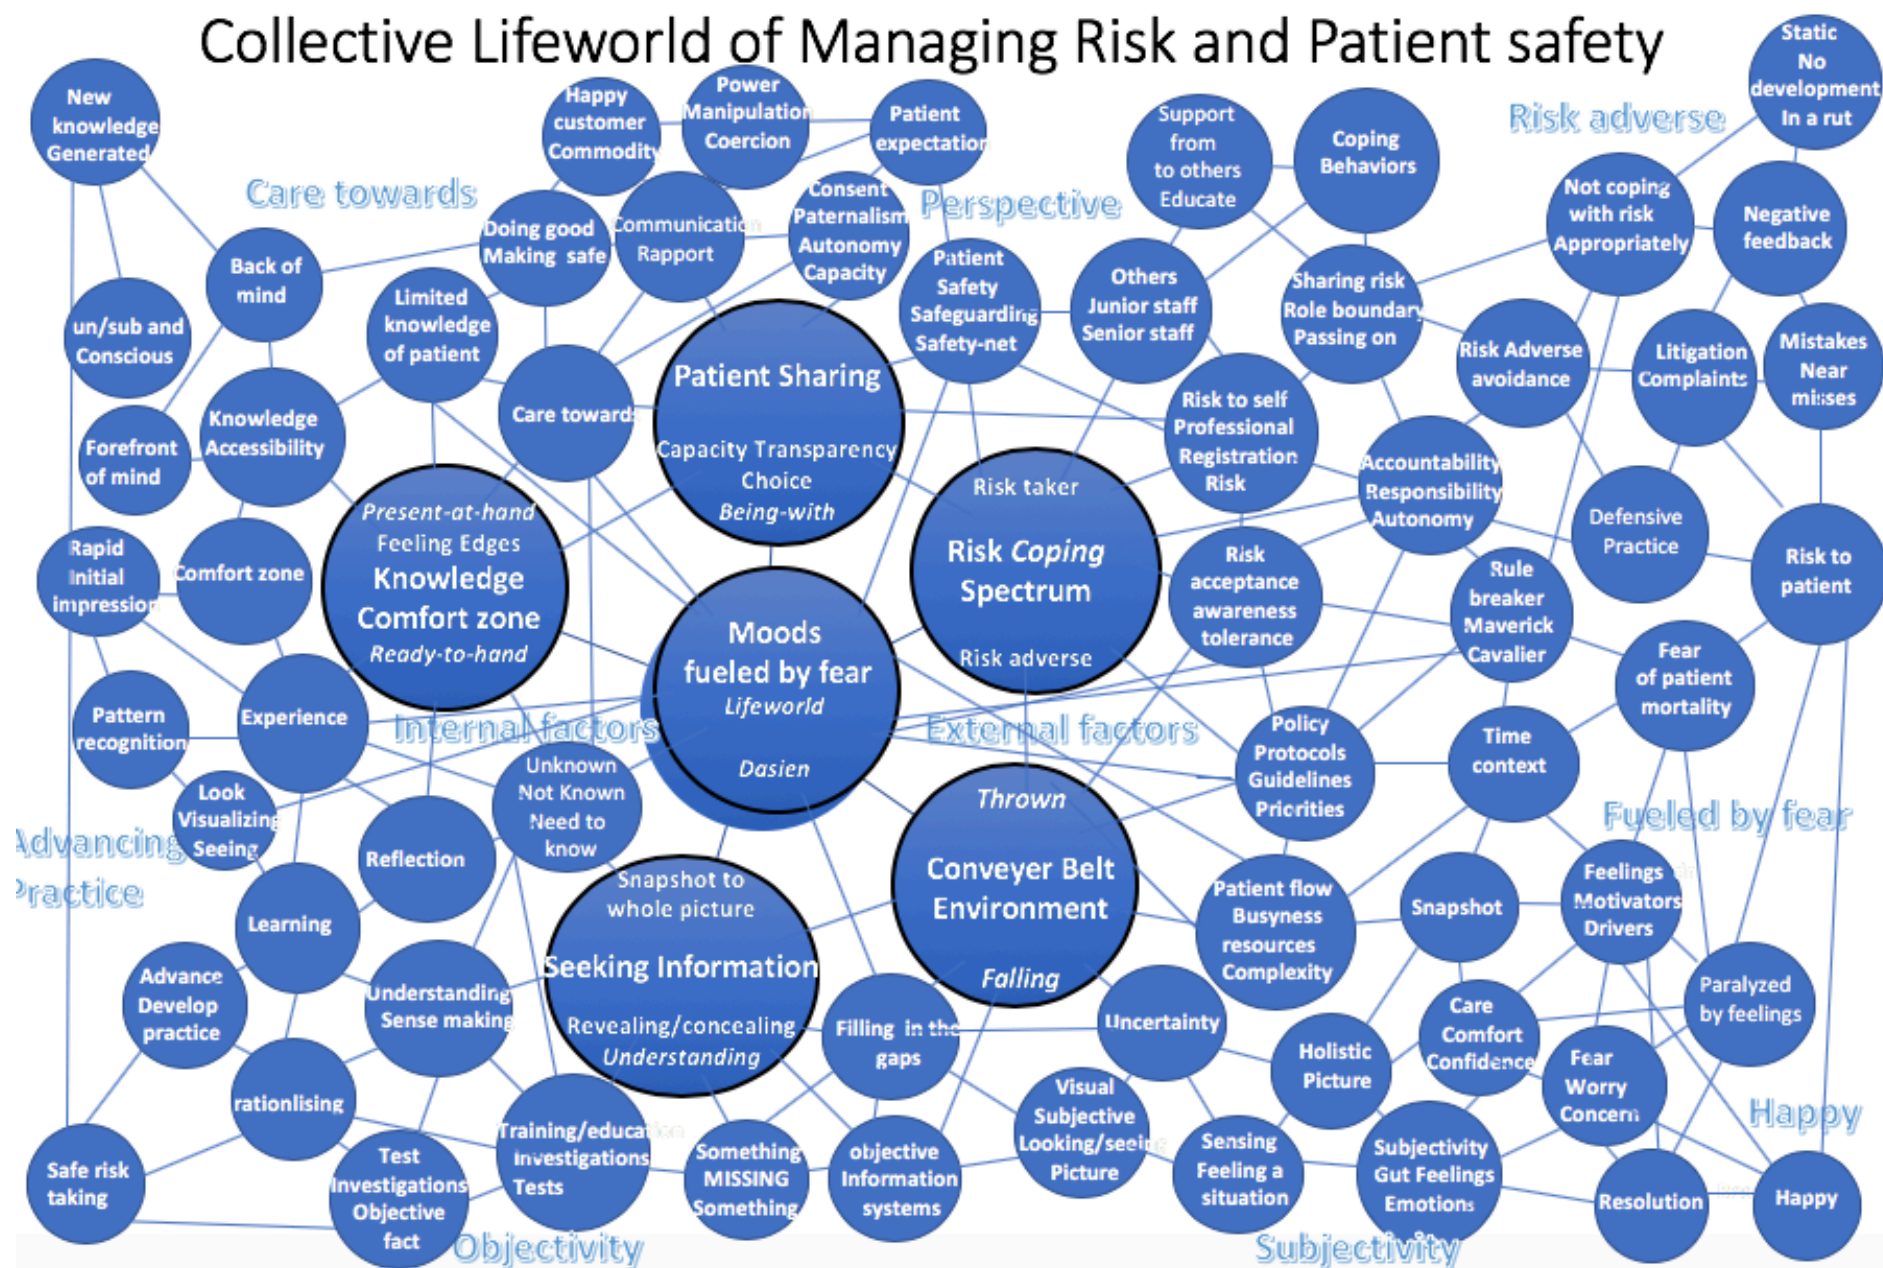 Collective Lifeworld of Managing Risk and Patient safety
New
knowledge
Generated
Happy
customer
Commodity
Power
Manipulation
Coercion
Patient
expectation
Support
from
to others
Educate
Coping
Behaviors
Risk adverse
Static
No
development
In a rut
Care towards
Doing good
Making safe
Communication
Rapport
Consent
Paternalism
Autonomy
Capacity
Perspective
Not coping
with risk
Appropriately
Negative
feedback
Back of
mind
un/sub and
Conscious
Limited
knowledge
of patient
Patient
Safety
Safeguarding
Safety-net
Others
Junior staff
Senior staff
Sharing risk
Role boundary
Passing on
Risk Adverse
avoidance
Litigation
Complaints
Mistakes
Near
misses
Knowledge
Accessibility
Forefront
of mind
Care towards
Patient Sharing
Capacity Transparency
Choice
Being-with
Risk to self
Professional
Registration
Risk
Accountability
Responsibility
Autonomy
Present-at-hand
Feeling Edges
Knowledge
Comfort zone
Ready-to-hand
Risk taker
Risk Coping
Spectrum
Risk adverse
Defensive
Practice
Risk to
patient
Rapid
Initial
impression
Comfort zone
Risk
acceptance
awareness
tolerance
Rule
breaker
Maverick
Cavalier
Moods
fueled by fear
Lifeworld
Dasien
Fear
of patient
mortality
Pattern
recognition
Experience
Internal factors
External factors
Policy
Protocols
Guidelines
Priorities
Time
context
Look
Visualizing
Seeing
Unknown
Not Known
Need to
know
Thrown
Conveyer Belt
Environment
Falling
Fueled by fear
Advancing
Practice
Reflection
Learning
Snapshot to
whole picture
Seeking Information
Revealing/concealing
Understanding
Patient flow
Busyness
resources
Complexity
Snapshot
Feelings
Motivators
Drivers
Advance
Develop
practice
Understanding
Sense making
Filling in the
gaps
Uncertainty
Holistic
Picture
Care
Comfort
Confidence
Paralyzed
by feelings
rationlising
Fear
Worry
Concern
Happy
Safe risk
taking
Test
Investigations
Objective
fact
Training/education
Investigations
Tests
Something
MISSING
Something
objective
Information
systems
Visual
Subjective
Looking/seeing
Picture
Sensing
Feeling a
situation
Subjectivity
Gut Feelings
Emotions
Resolution
Happy
Objectivity
Subjectivity